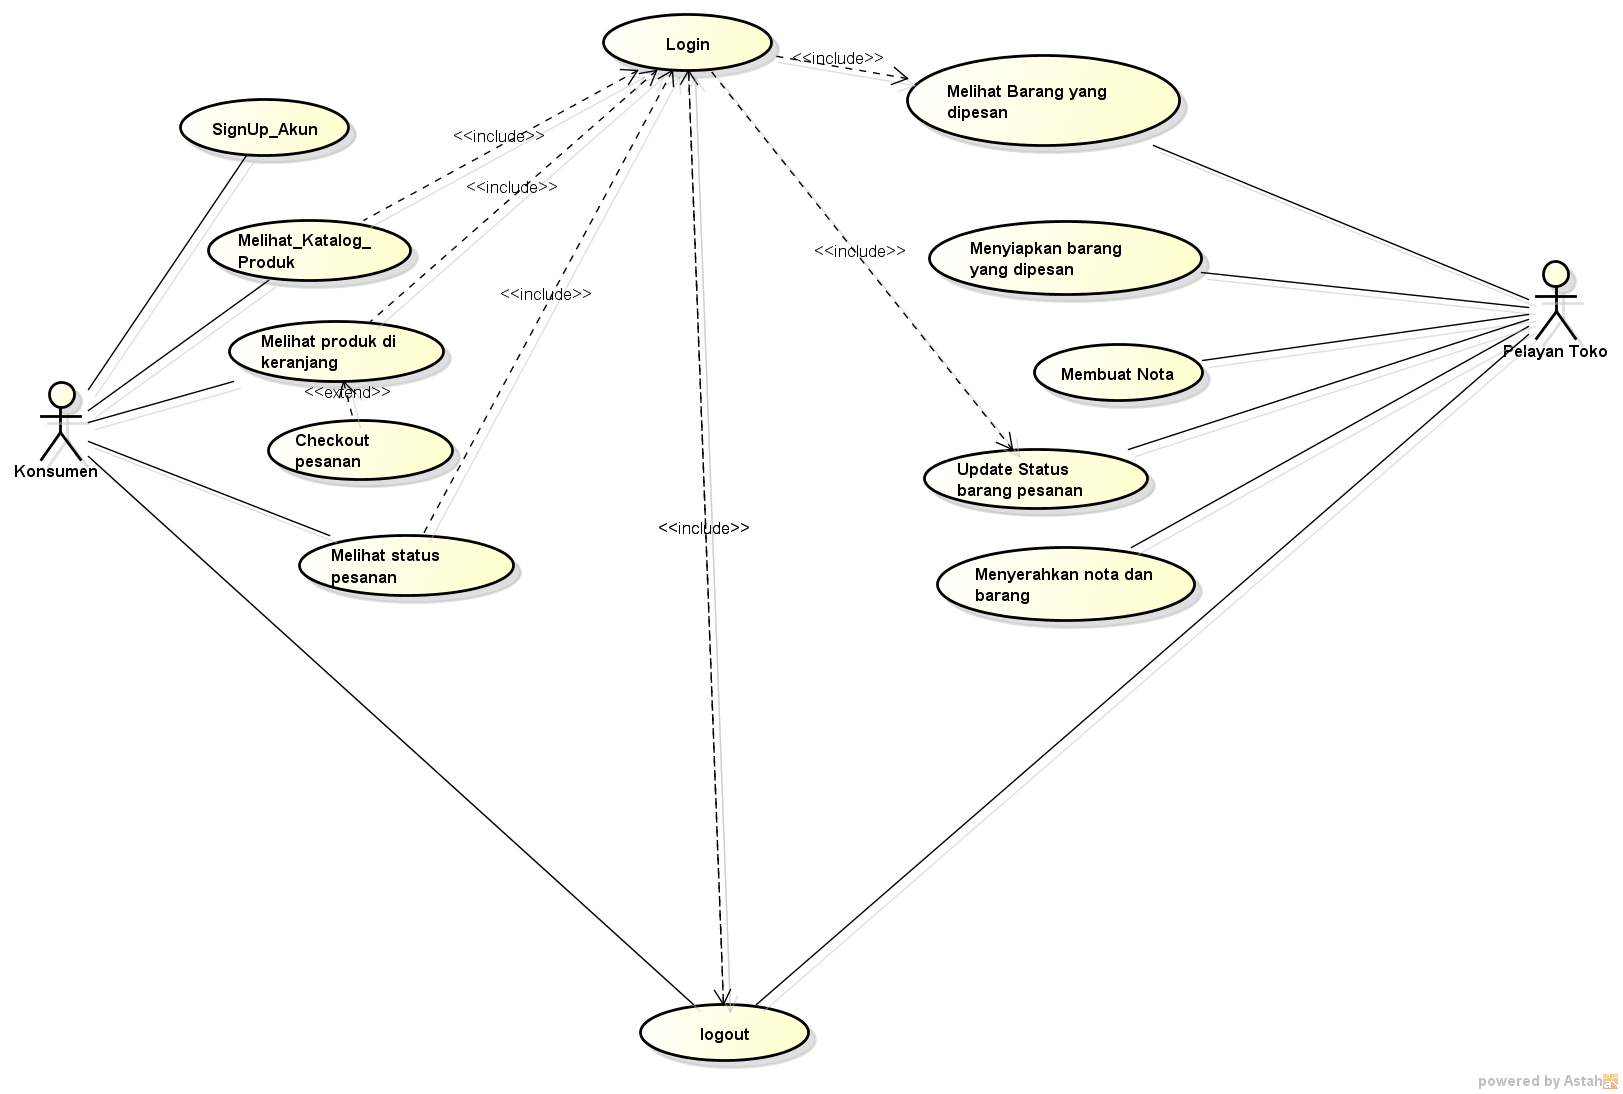 Login
<<include>>
Melihat Barang yang
dipesan
SignUp_Akun
<<include>>
<<include>>
Melihat_Katalog_
Produk
<<include>>
Menyiapkan barang
yang dipesan
<<include>>
Melihat produk di
keranjang
Pelayan Toko
Membuat Nota
<<extend>>
Checkout
pesanan
Konsumen
Update Status
barang pesanan
<<include>>
Melihat status
pesanan
Menyerahkan nota dan
barang
logout
powered by Astah